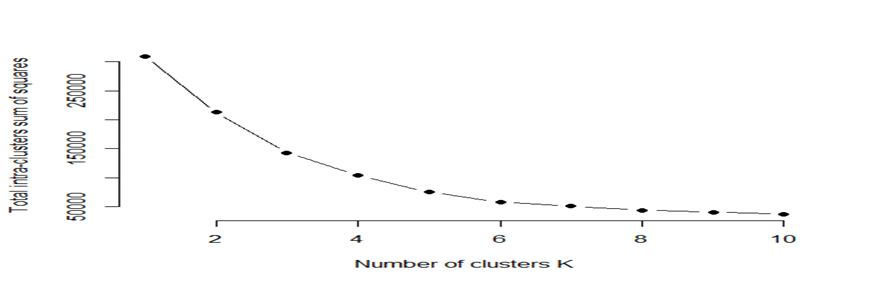 Total intra-clusters sum of squares
250000
150000
50000
2 4 6 8 10
Number of clusters K